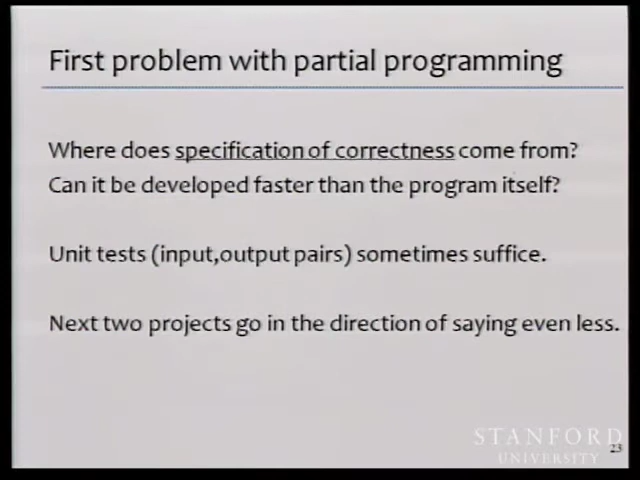 First problem with partial programming
Where does specification of correctness come from?
Can it be developed faster than the program itself?
Unit tests (input,output pairs) sometimes suffice.
Next two projects go in the direction of saying even less.
STANFORD
UNIVERSITY
23